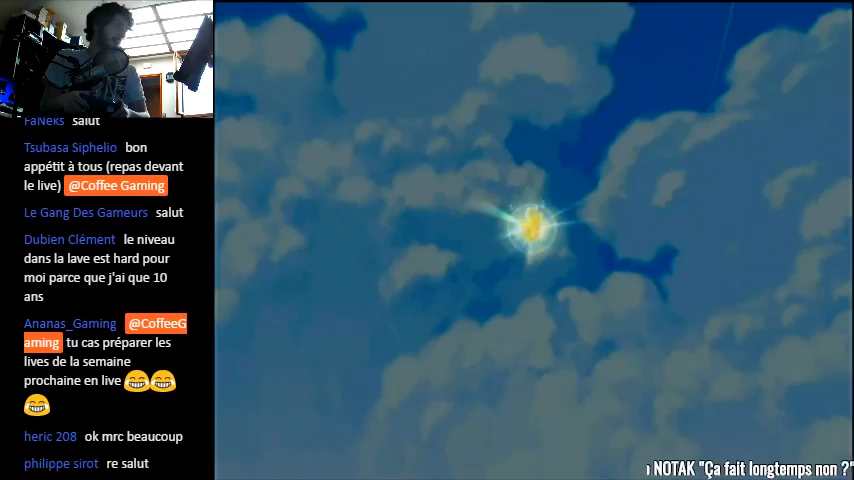 FaNeks salut
Tsubasa Siphelio bon
appétit à tous (repas devant
le live) @Coffee Gaming
Le Gang Des Gameurs salut
Dubien Clément le niveau
dans la lave est hard pour
moi parce que j'ai que 10
ans
Ananas_Gaming @CoffeeG
aming tu cas préparer les
lives de la semaine
prochaine en live
heric 208 ok mrc beaucoup
philippe sirot re salut
NOTAK "Ça fait longtemps non ?"